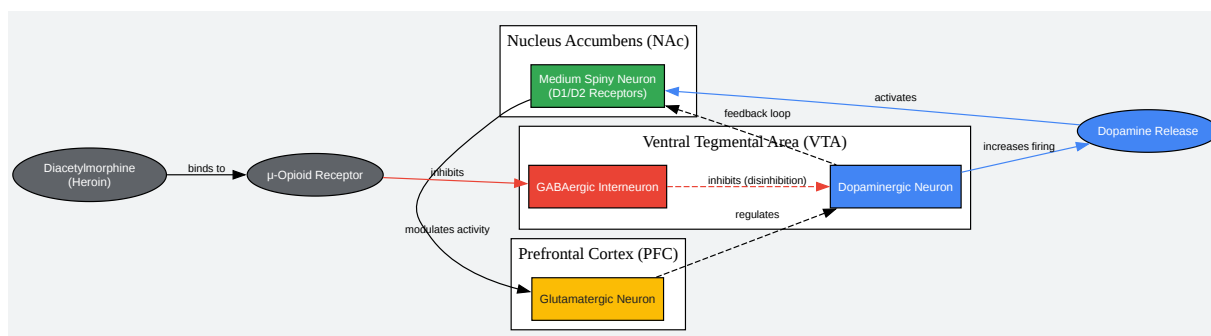 Nucleus Accumbens (NAc)
Medium Spiny Neuron
(D1/D2 Receptors)
activates
feedback loop
Dopamine Release
Ventral Tegmental Area (VTA)
increases firing
Diacetylmorphine
(Heroin)
binds to
μ-Opioid Receptor
inhibits
GABAergic Interneuron
inhibits (disinhibition)
Dopaminergic Neuron
regulates
modulates activity
Prefrontal Cortex (PFC)
Glutamatergic Neuron